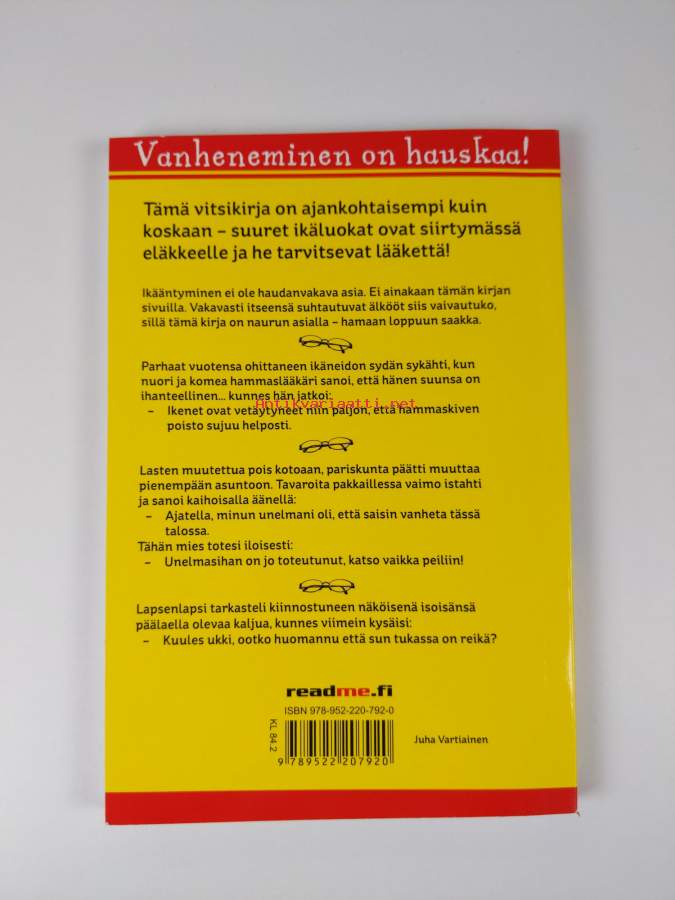 Vanheneminen on hauskaa!
Tämä vitsikirja on ajankohtaisempi kuin
koskaan – suuret ikäluokat ovat siirtymässä
eläkkeelle ja he tarvitsevat lääkettä!
Ikääntyminen ei ole haudanvakava asia. Ei ainakaan tämän kirjan
sivuilla. Vakavasti itseensä suhtautuvat älkööt siis vaivautuko,
sillä tämä kirja on naurun asialla – hamaan loppuun saakka.
Parhaat vuotensa ohittaneen ikäneidon sydän sykähti, kun
nuori ja komea hammaslääkäri sanoi, että hänen suunsa on
ihanteellinen... kunnes hän jatkoi:
Antikvariaatti.net
– Ikenet ovat vetäytyneet niin paljon, että hammaskiven
poisto sujuu helposti.
Lasten muutettua pois kotoaan, pariskunta päätti muuttaa
pienempään asuntoon. Tavaroita pakkaillessa vaimo istahti
ja sanoi kaihoisalla äänellä:
– Ajatella, minun unelmani oli, että saisin vanheta tässä
talossa.
Tähän mies totesi iloisesti:
– Unelmasihan on jo toteutunut, katso vaikka peiliin!
Lapsenlapsi tarkasteli kiinnostuneen näköisenä isoisänsä
päälaella olevaa kaljua, kunnes viimein kysäisi:
– Kuules ukki, ootko huomannu että sun tukassa on reikä?
readme.fi
ISBN 978-952-220-792-0
KL 84.2
9 789522 207920
Juha Vartiainen